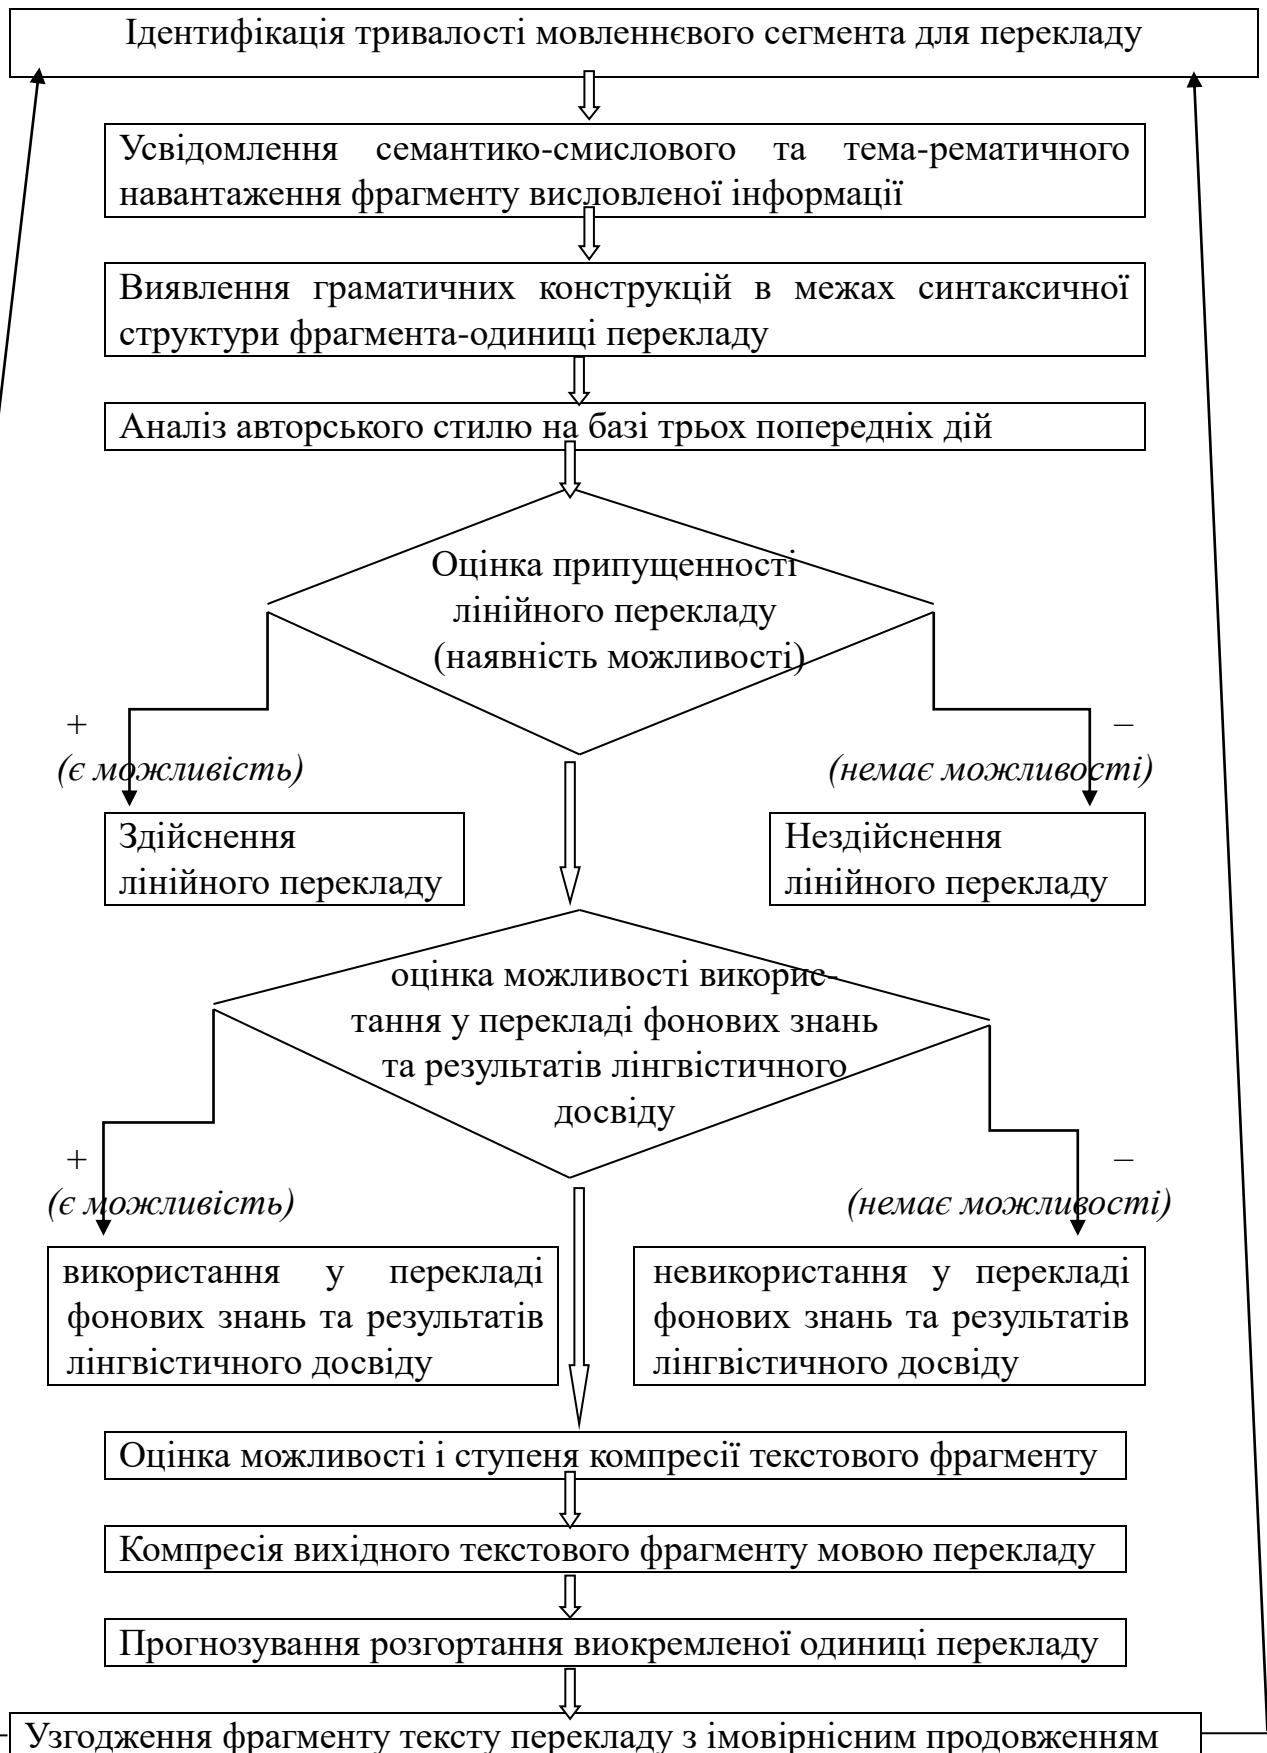 Ідентифікація тривалості мовленнєвого сегмента для перекладу
Усвідомлення семантико-смислового та тема-рематичного
навантаження фрагменту висловленої інформації
Виявлення граматичних конструкцій в межах синтаксичної
структури фрагмента-одиниці перекладу
Аналіз авторського стилю на базі трьох попередніх дій
Оцінка припущенності
лінійного перекладу
(наявність можливості)
+
(є можливість)
–
(немає можливості)
Здійснення
лінійного перекладу
Нездійснення
лінійного перекладу
оцінка можливості викорис-
тання у перекладі фонових знань
та результатів лінгвістичного
досвіду
+
(є можливість)
–
(немає можливості)
використання у перекладі
фонових знань та результатів
лінгвістичного досвіду
невикористання у перекладі
фонових знань та результатів
лінгвістичного досвіду
Оцінка можливості і ступеня компресії текстового фрагменту
Компресія вихідного текстового фрагменту мовою перекладу
Прогнозування розгортання виокремленої одиниці перекладу
Узгодження фрагменту тексту перекладу з імовірнісним продовженням